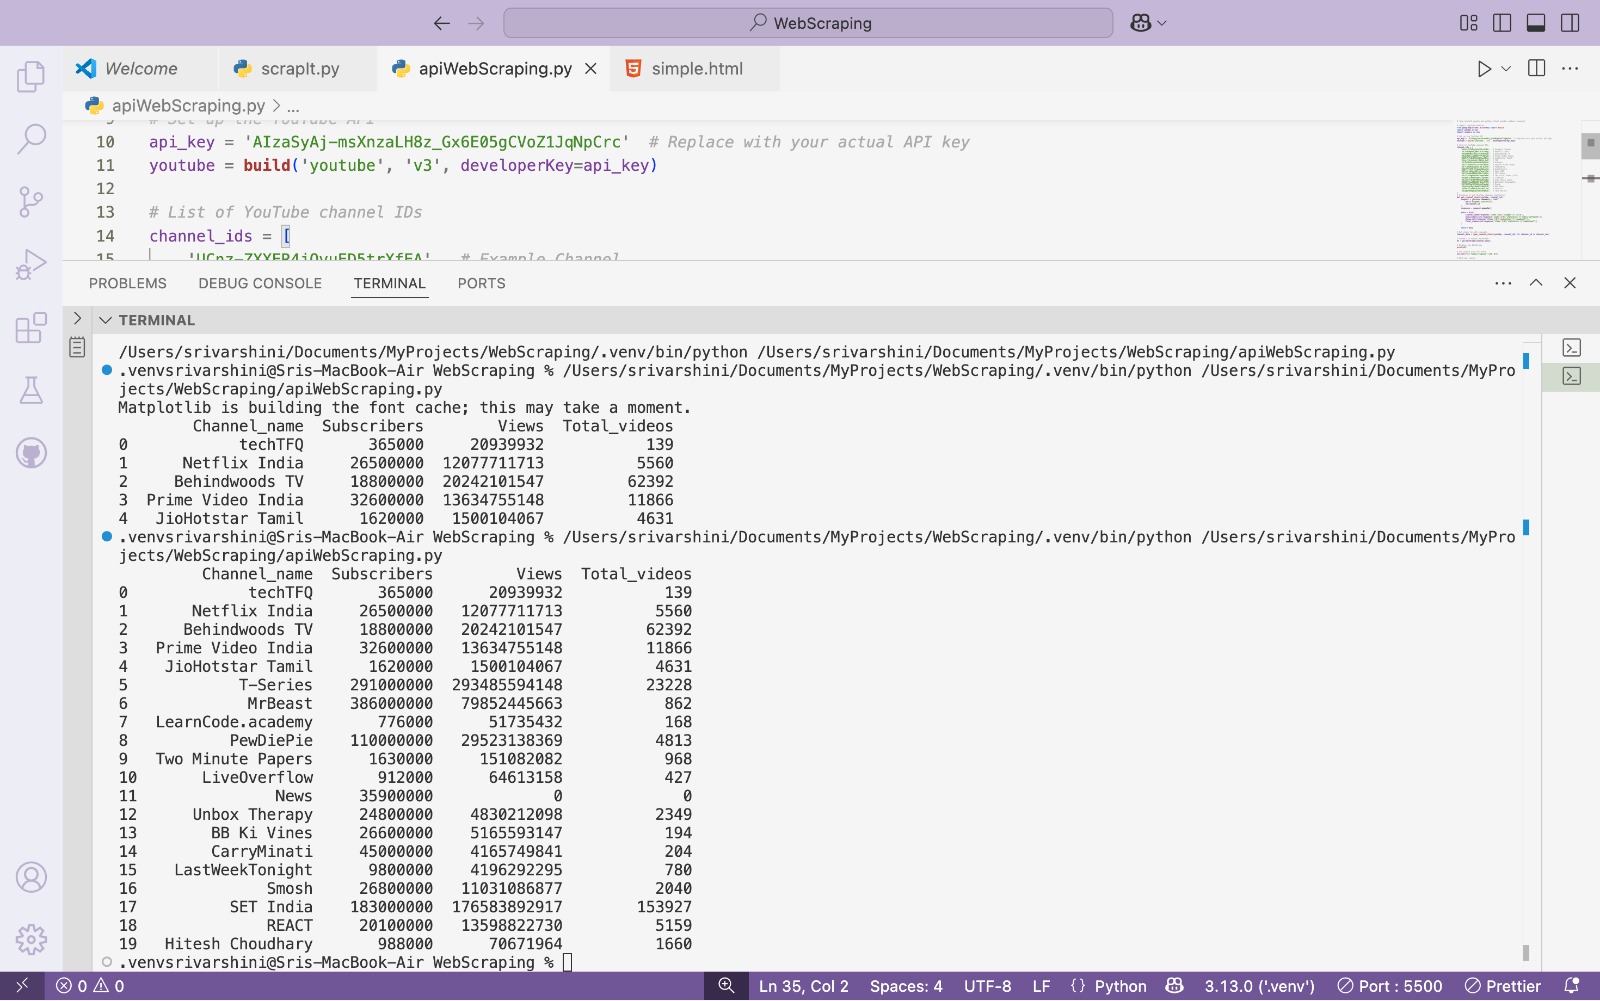 WebScraping
Welcome scrapIt.py apiWebScraping.py simple.html
apiWebScraping.py > ...
9 # Set up the YouTube API
10 api_key = 'AIzaSyAj-msXnzaLH8z_Gx6E05gCVoZ1JqNpCrc' # Replace with your actual API key
11 youtube = build('youtube', 'v3', developerKey=api_key)
12
13 # List of YouTube channel IDs
14 channel_ids = [
15 # Example Channel
PROBLEMS DEBUG CONSOLE TERMINAL PORTS
TERMINAL
/Users/srivarshini/Documents/MyProjects/WebScraping/.venv/bin/python /Users/srivarshini/Documents/MyProjects/WebScraping/apiWebScraping.py
.venvsrivarshini@Sris-MacBook-Air WebScraping % /Users/srivarshini/Documents/MyProjects/WebScraping/.venv/bin/python /Users/srivarshini/Documents/MyPro
jects/WebScraping/apiWebScraping.py
Matplotlib is building the font cache; this may take a moment.
Channel_name Subscribers Views Total_videos
0 techTFQ 365000 20939932 139
1 Netflix India 26500000 12077711713 5560
2 Behindwoods TV 18800000 20242101547 62392
3 Prime Video India 32600000 13634755148 11866
4 JioHotstar Tamil 1620000 1500104067 4631
.venvsrivarshini@Sris-MacBook-Air WebScraping % /Users/srivarshini/Documents/MyProjects/WebScraping/.venv/bin/python /Users/srivarshini/Documents/MyPro
jects/WebScraping/apiWebScraping.py
Channel_name Subscribers Views Total_videos
0 techTFQ 365000 20939932 139
1 Netflix India 26500000 12077711713 5560
2 Behindwoods TV 18800000 20242101547 62392
3 Prime Video India 32600000 13634755148 11866
4 JioHotstar Tamil 1620000 1500104067 4631
5 T-Series 291000000 293485594148 23228
6 MrBeast 386000000 79852445663 862
7 LearnCode.academy 776000 51735432 168
8 PewDiePie 110000000 29523138369 4813
9 Two Minute Papers 1630000 151082082 968
10 LiveOverflow 912000 64613158 427
11 News 35900000 0 0
12 Unbox Therapy 24800000 4830212098 2349
13 BB Ki Vines 26600000 5165593147 194
14 CarryMinati 45000000 4165749841 204
15 LastWeekTonight 9800000 4196292295 780
16 Smosh 26800000 11031086877 2040
17 SET India 183000000 176583892917 153927
18 REACT 20100000 13598822730 5159
19 Hitesh Choudhary 988000 70671964 1660
.venvsrivarshini@Sris-MacBook-Air WebScraping %
0 0 Ln 35, Col 2 Spaces: 4 UTF-8 LF {} Python 3.13.0 ('.venv') Port : 5500 Prettier